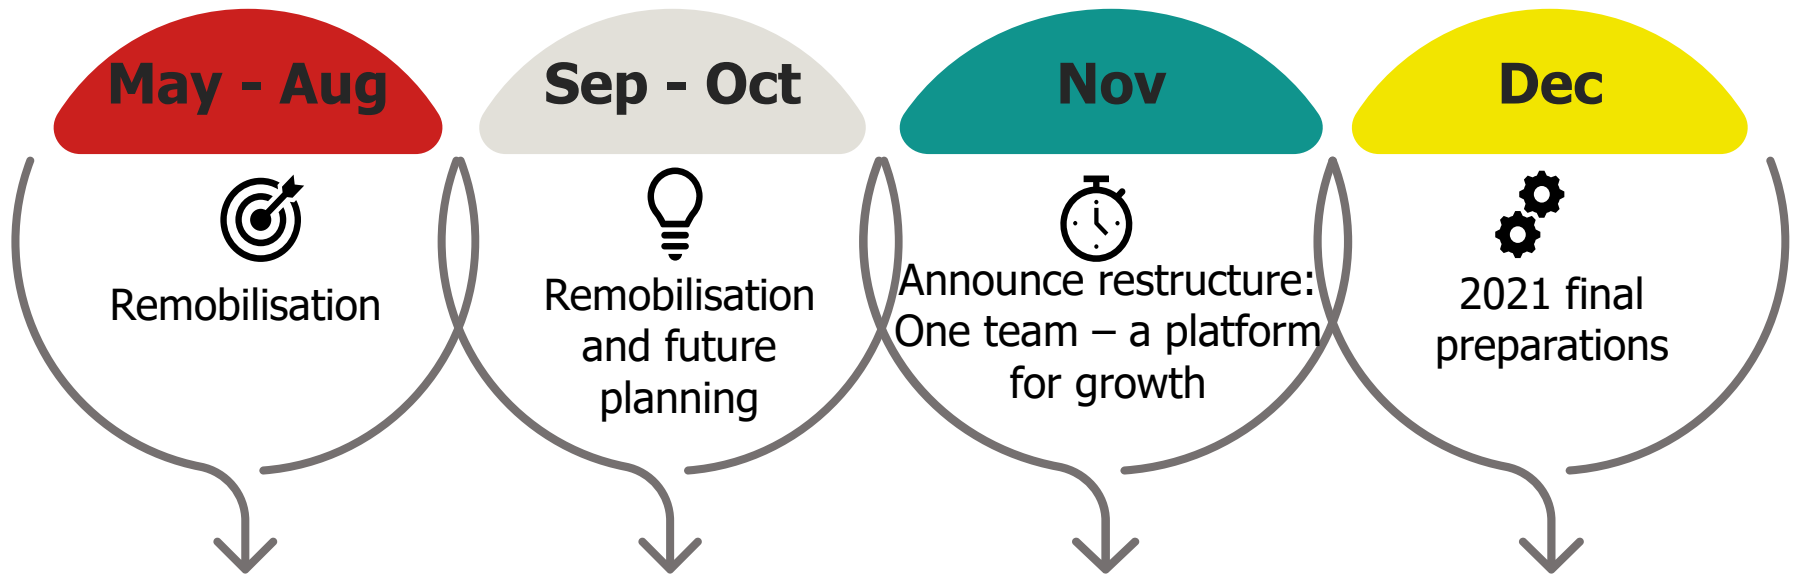 May - Aug
Sep - Oct
Nov
Dec
Remobilisation
Remobilisation
and future
planning
Announce restructure:
One team – a platform
for growth
2021 final
preparations